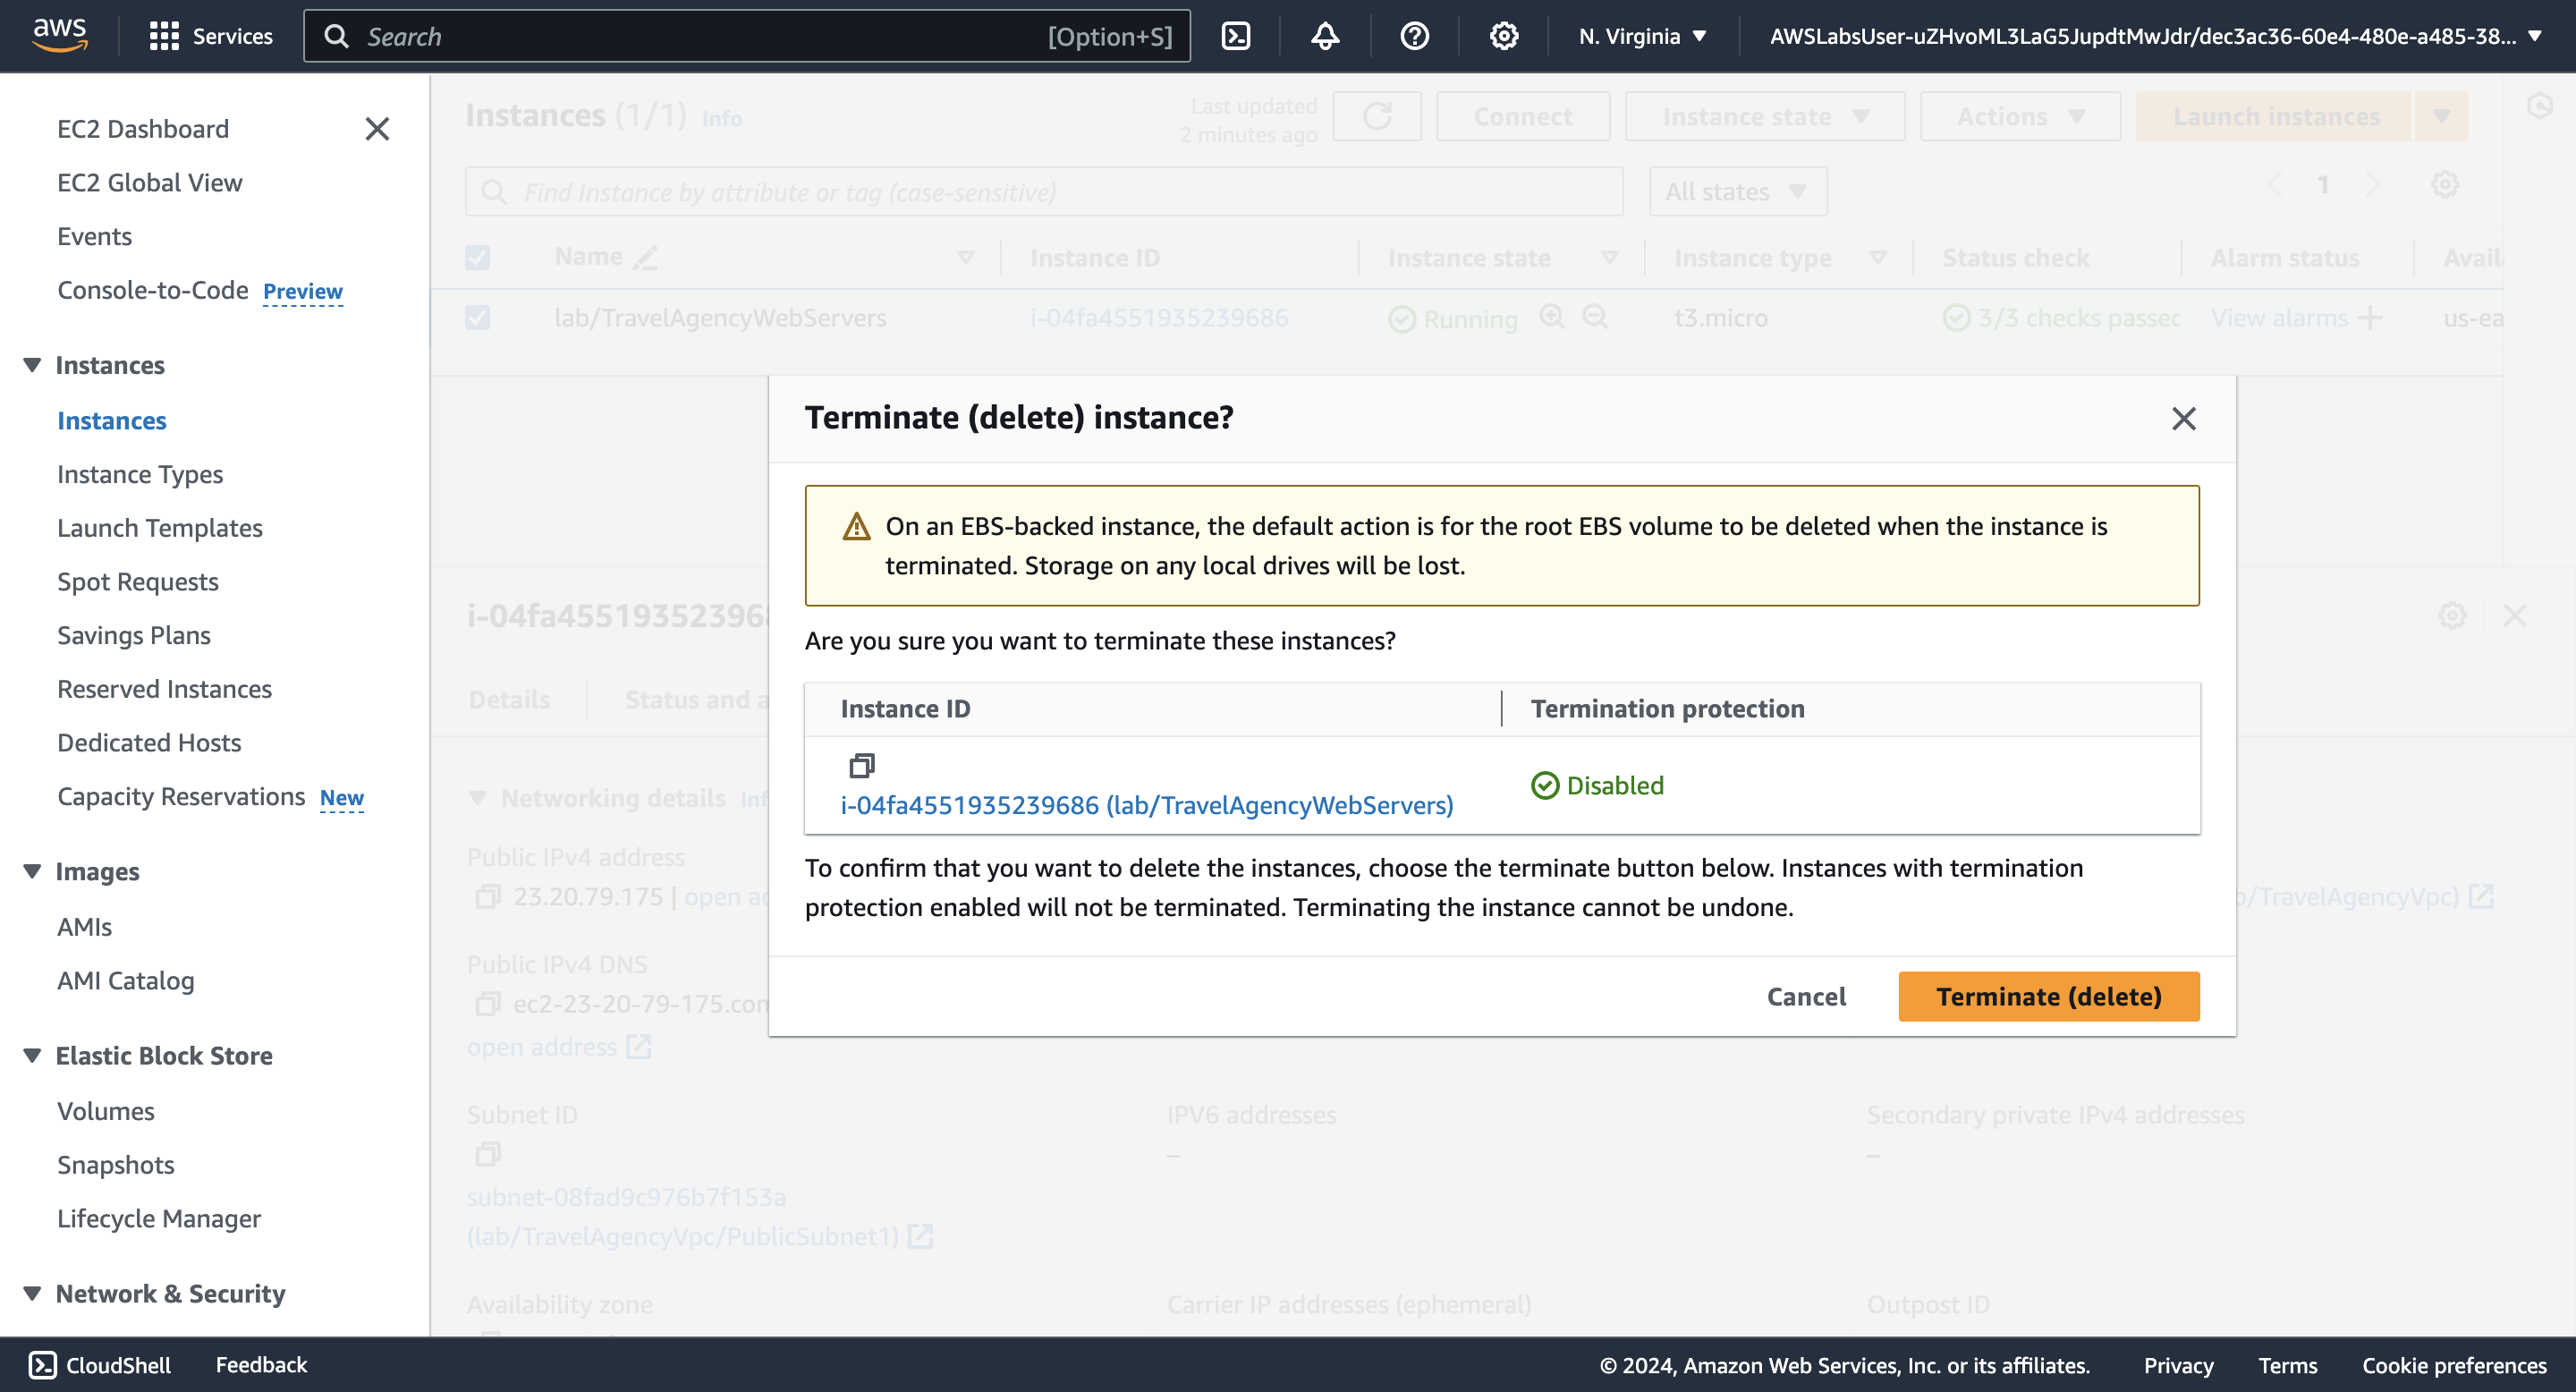 aws
Services
Search
[Option+S]
N. Virginia
AWSLabsUser-uZHvoML3LaG5JupdtMwJdr/dec3ac36-60e4-480e-a485-38...
EC2 Dashboard
EC2 Global View
Events
Console-to-Code Preview
Instances
Instances
Instance Types
Launch Templates
Spot Requests
Savings Plans
Reserved Instances
Dedicated Hosts
Capacity Reservations New
Images
AMIs
AMI Catalog
Elastic Block Store
Volumes
Snapshots
Lifecycle Manager
Network & Security
Instances (1/1) Info
Last updated
2 minutes ago
Connect
Instance state
Actions
Launch instances
Find Instance by attribute or tag (case-sensitive)
All states
1
Name
Instance ID
Instance state
Instance type
Status check
Alarm status
Avail
lab/TravelAgencyWebServers
i-04fa4551935239686
Running
t3.micro
3/3 checks passec
View alarms
us-ea
Terminate (delete) instance?
On an EBS-backed instance, the default action is for the root EBS volume to be deleted when the instance is
terminated. Storage on any local drives will be lost.
Are you sure you want to terminate these instances?
Instance ID
Termination protection
i-04fa4551935239686 (lab/TravelAgencyWebServers)
Disabled
To confirm that you want to delete the instances, choose the terminate button below. Instances with termination
protection enabled will not be terminated. Terminating the instance cannot be undone.
Cancel
Terminate (delete)
i-04fa455193523968
Details
Status and a
Networking details Inf
Public IPv4 address
23.20.79.175 | open ad
o/TravelAgencyVpc)
Public IPv4 DNS
ec2-23-20-79-175.con
open address
Subnet ID
IPV6 addresses
Secondary private IPv4 addresses
–
–
subnet-08fad9c976b7f153a
(lab/TravelAgencyVpc/PublicSubnet1)
Availability zone
Carrier IP addresses (ephemeral)
Outpost ID
CloudShell
Feedback
© 2024, Amazon Web Services, Inc. or its affiliates.
Privacy
Terms
Cookie preferences